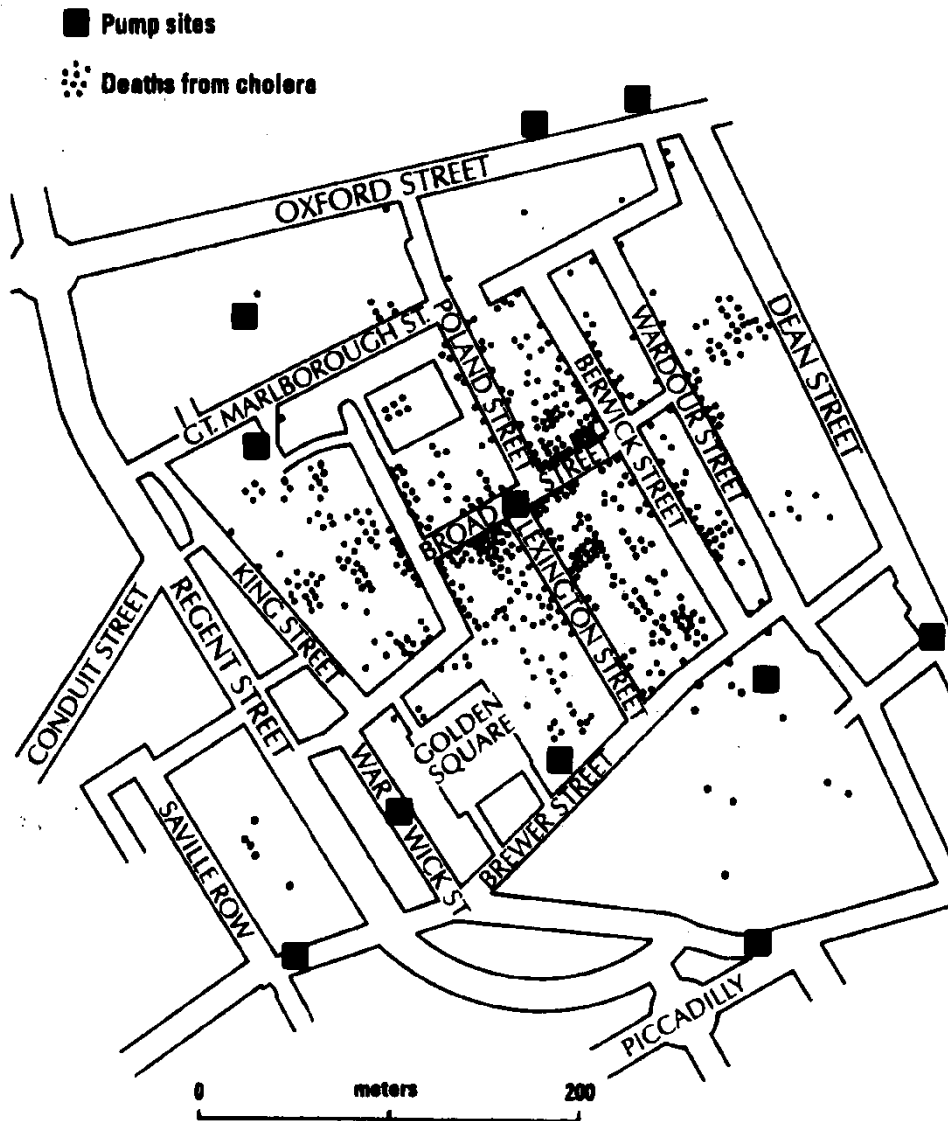 Pump sites
Deaths from cholera
OXFORD STREET
GT. MARLBOROUGH ST.
POLAND STREET
BERWICK STREET
WARDOUR STREET
DEAN STREET
BROAD STREET
LEXINGTON STREET
KING STREET
REGENT STREET
CONDUIT STREET
GOLDEN
SQUARE
WARWICK ST
BREWER STREET
SAVILLE ROW
PICCADILLY
0 meters 200